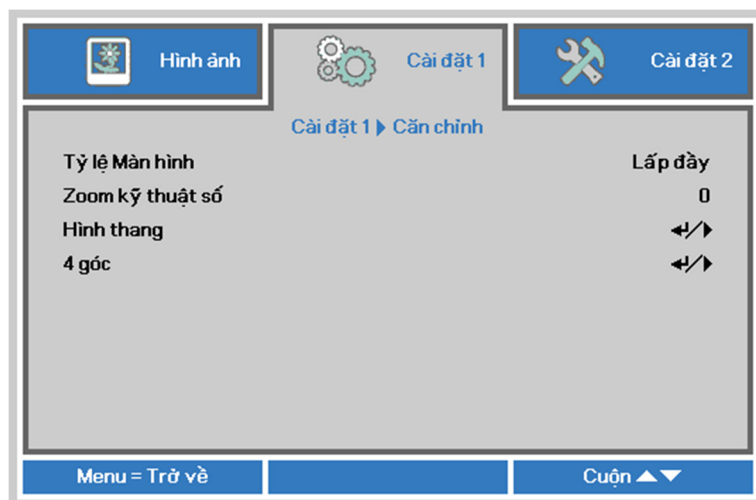 Hình ảnh
Cài đặt 1
Cài đặt 2
Cài đặt 1 ▶ Căn chỉnh
Tỷ lệ Màn hình Lấp đầy
Zoom kỹ thuật số 0
Hình thang ↵/▶
4 góc ↵/▶
Menu = Trở về
Cuộn ▲▼